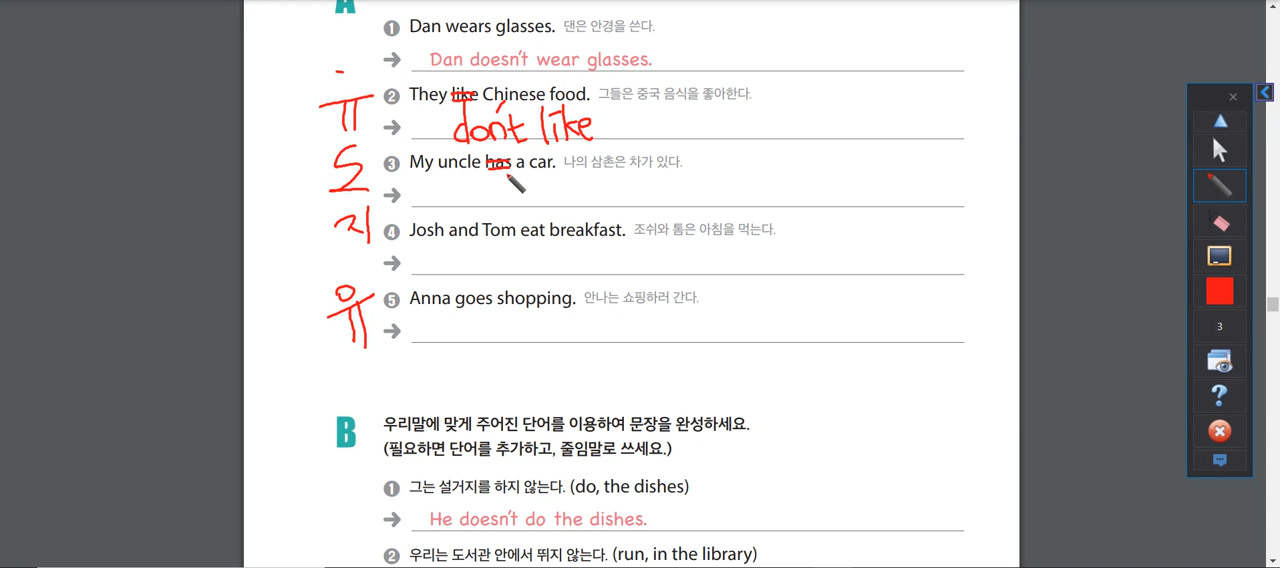 A
1 Dan wears glasses. 댄은 안경을 쓴다.
→ Dan doesn't wear glasses.
2 They like Chinese food. 그들은 중국 음식을 좋아한다.
→ don't like
3 My uncle has a car. 나의 삼촌은 차가 있다.
→
지
4 Josh and Tom eat breakfast. 조쉬와 톰은 아침을 먹는다.
→
유
5 Anna goes shopping. 안나는 쇼핑하러 간다.
→
B 우리말에 맞게 주어진 단어를 이용하여 문장을 완성하세요.
(필요하면 단어를 추가하고, 줄임말로 쓰세요.)
1 그는 설거지를 하지 않는다. (do, the dishes)
→ He doesn't do the dishes.
2 우리는 도서관 안에서 뛰지 않는다. (run, in the library)
3